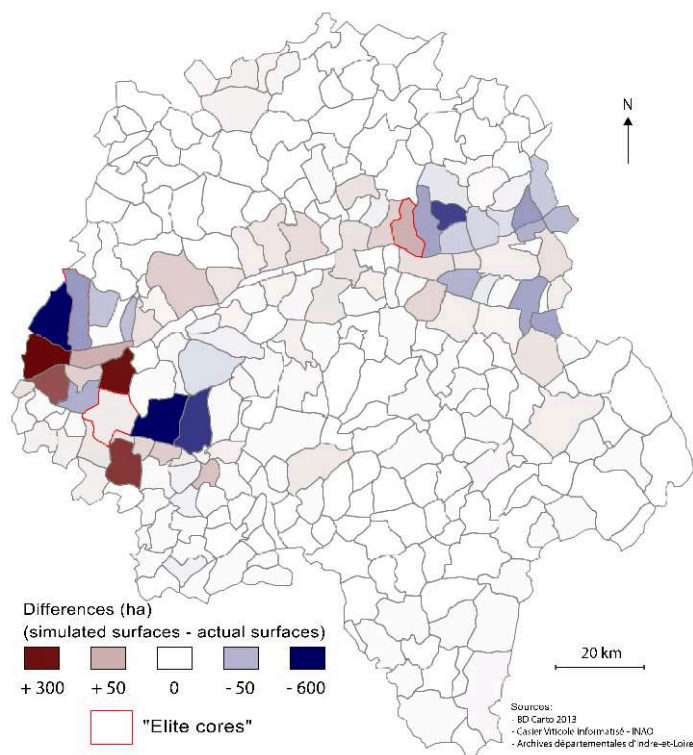 N
Differences (ha)
(simulated surfaces - actual surfaces)
+300 +50 0 -50 -600
"Elite cores"
20 km
Sources:
- BD Carto 2013
- Casier Viticole Informatisé - INAO
- Archives départementales d'Indre-et-Loire